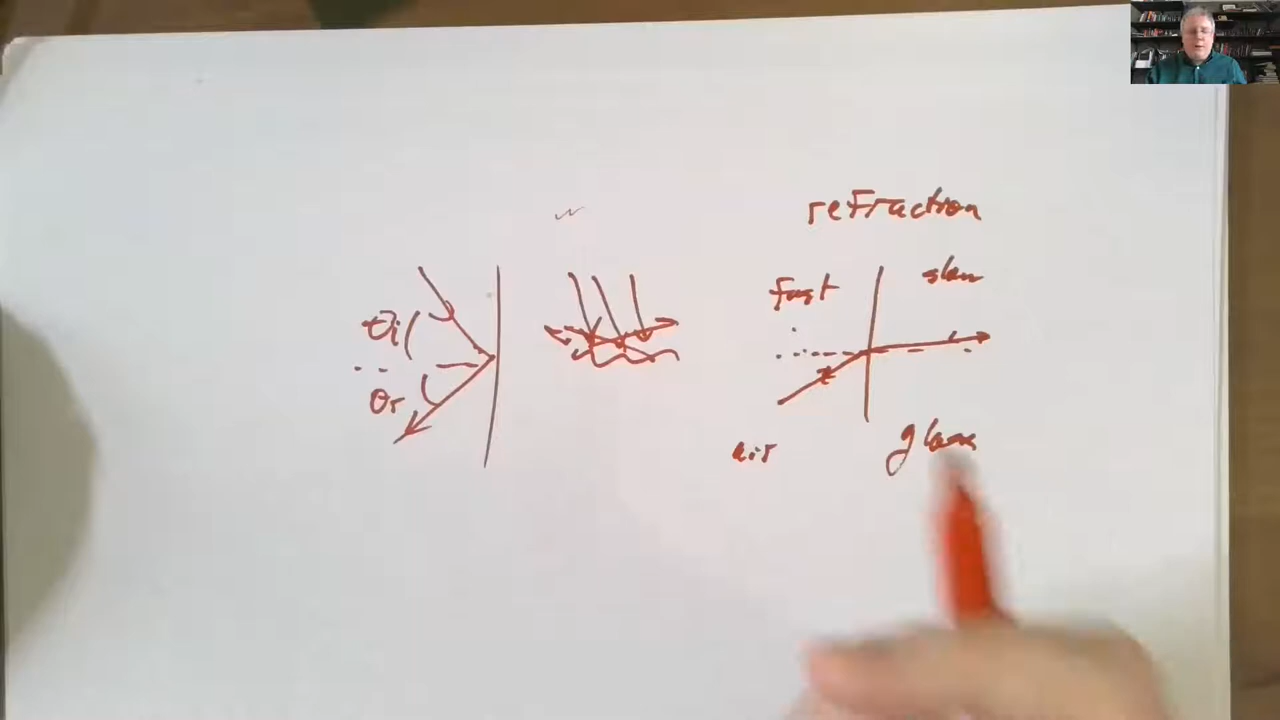 refraction
fast slow
θi
θr
air glass